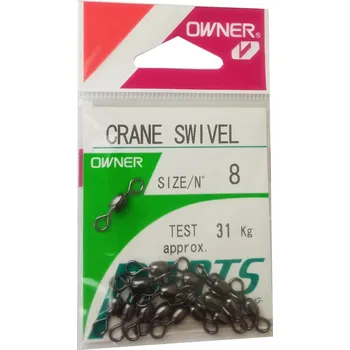 OWNER
CRANE SWIVEL
OWNER
SIZE/N° 8
TEST 31 Kg
approx.